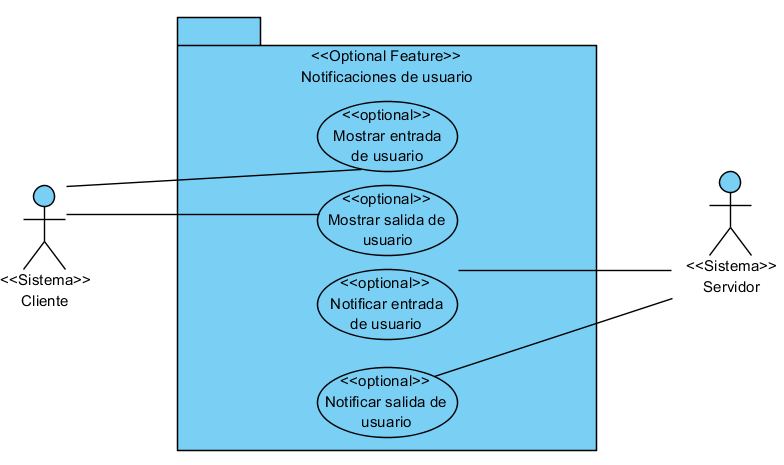 <<Optional Feature>>
Notificaciones de usuario
<<optional>>
Mostrar entrada
de usuario
<<optional>>
Mostrar salida de
usuario
<<optional>>
Notificar entrada
de usuario
<<optional>>
Notificar salida de
usuario
<<Sistema>>
Cliente
<<Sistema>>
Servidor